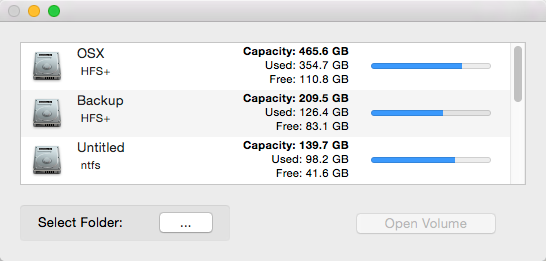 OSX
HFS+
Capacity: 465.6 GB
Used: 354.7 GB
Free: 110.8 GB
Backup
HFS+
Capacity: 209.5 GB
Used: 126.4 GB
Free: 83.1 GB
Untitled
ntfs
Capacity: 139.7 GB
Used: 98.2 GB
Free: 41.6 GB
Select Folder:
...
Open Volume